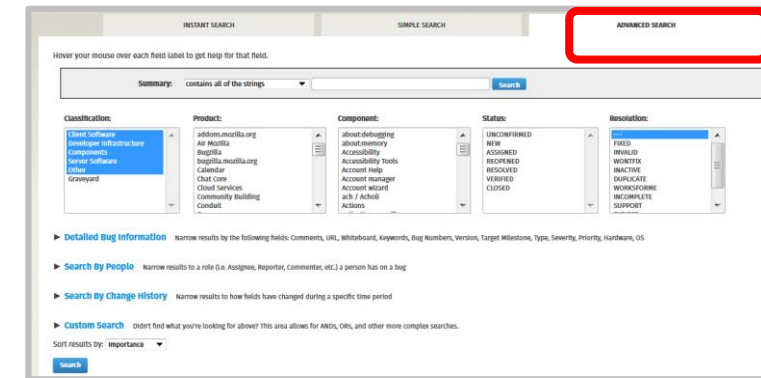 INSTANT SEARCH SIMPLE SEARCH ADVANCED SEARCH
Hover your mouse over each field label to get help for that field.
Summary: contains all of the strings Search
Classification: Product: Component: Status: Resolution:
Client Software addons.mozilla.org about:debugging UNCONFIRMED ---
Developer Infrastructure Air Mozilla about:memory NEW FIXED
Components Bugzilla Accessibility ASSIGNED INVALID
Server Software bugzilla.mozilla.org Accessibility Tools REOPENED WONTFIX
Other Calendar Account Help RESOLVED INACTIVE
Graveyard Chat Core Account manager VERIFIED DUPLICATE
Cloud Services Account wizard CLOSED WORKSFORME
Community Building ach / Acholi INCOMPLETE
Conduit Actions SUPPORT
Detailed Bug Information Narrow results by the following fields: Comments, URL, Whiteboard, Keywords, Bug Numbers, Version, Target Milestone, Type, Severity, Priority, Hardware, OS
Search By People Narrow results to a role (i.e. Assignee, Reporter, Commenter, etc.) a person has on a bug
Search By Change History Narrow results to how fields have changed during a specific time period
Custom Search Didn't find what you're looking for above? This area allows for ANDs, ORs, and other more complex searches.
Sort results by: Importance
Search